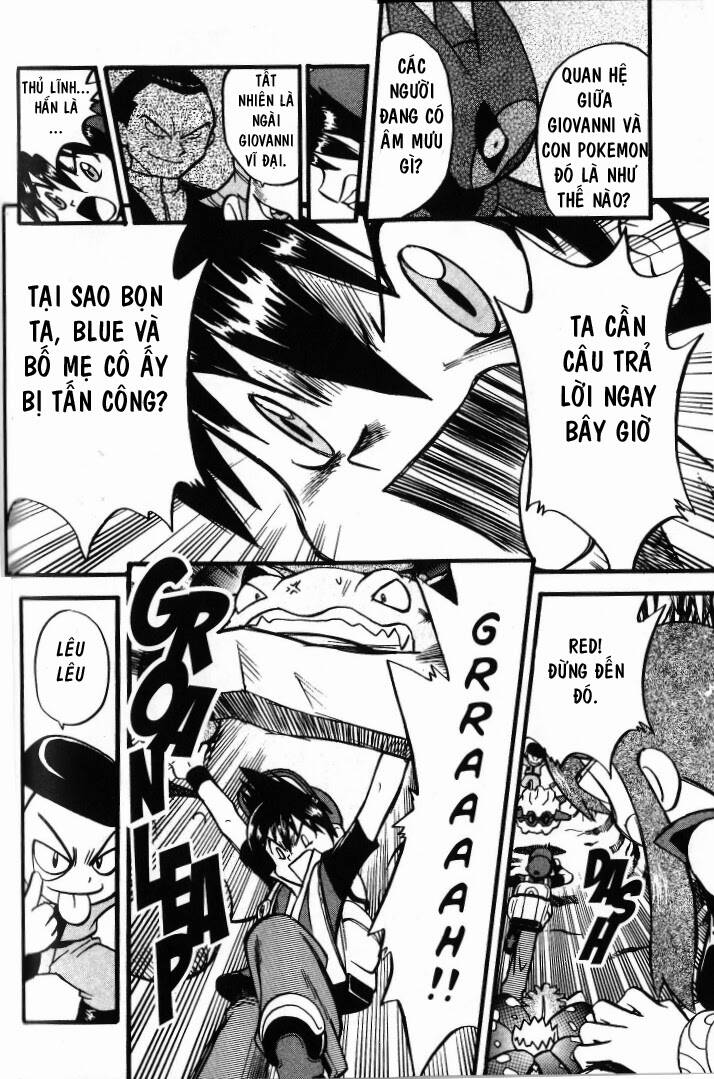 QUAN HỆ
GIỮA
GIOVANNI VÀ
CON POKEMON
ĐÓ LÀ NHƯ
THẾ NÀO?
CÁC
NGƯỜI
ĐANG CÓ
ÂM MƯU
GÌ?
TẤT
NHIÊN LÀ
NGÀI
GIOVANNI
VĨ ĐẠI.
THỦ LĨNH...
HẮN LÀ
...
TA CẦN
CÂU TRẢ
LỜI NGAY
BÂY GIỜ
TẠI SAO BỌN
TA, BLUE VÀ
BỐ MẸ CÔ ẤY
BỊ TẤN CÔNG?
RED!
ĐỪNG ĐẾN
ĐÓ.
DASH
GRRAAAAH!!
GROAN
LEAP
LÊU
LÊU